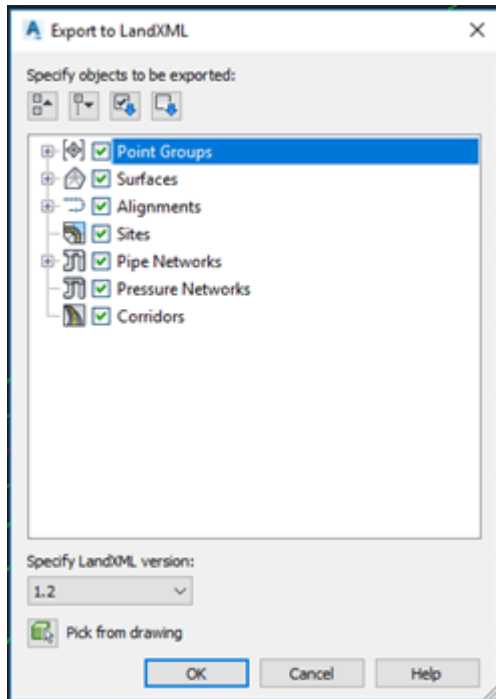 Export to LandXML
Specify objects to be exported:
Point Groups
Surfaces
Alignments
Sites
Pipe Networks
Pressure Networks
Corridors
Specify LandXML version:
1.2
Pick from drawing
OK Cancel Help